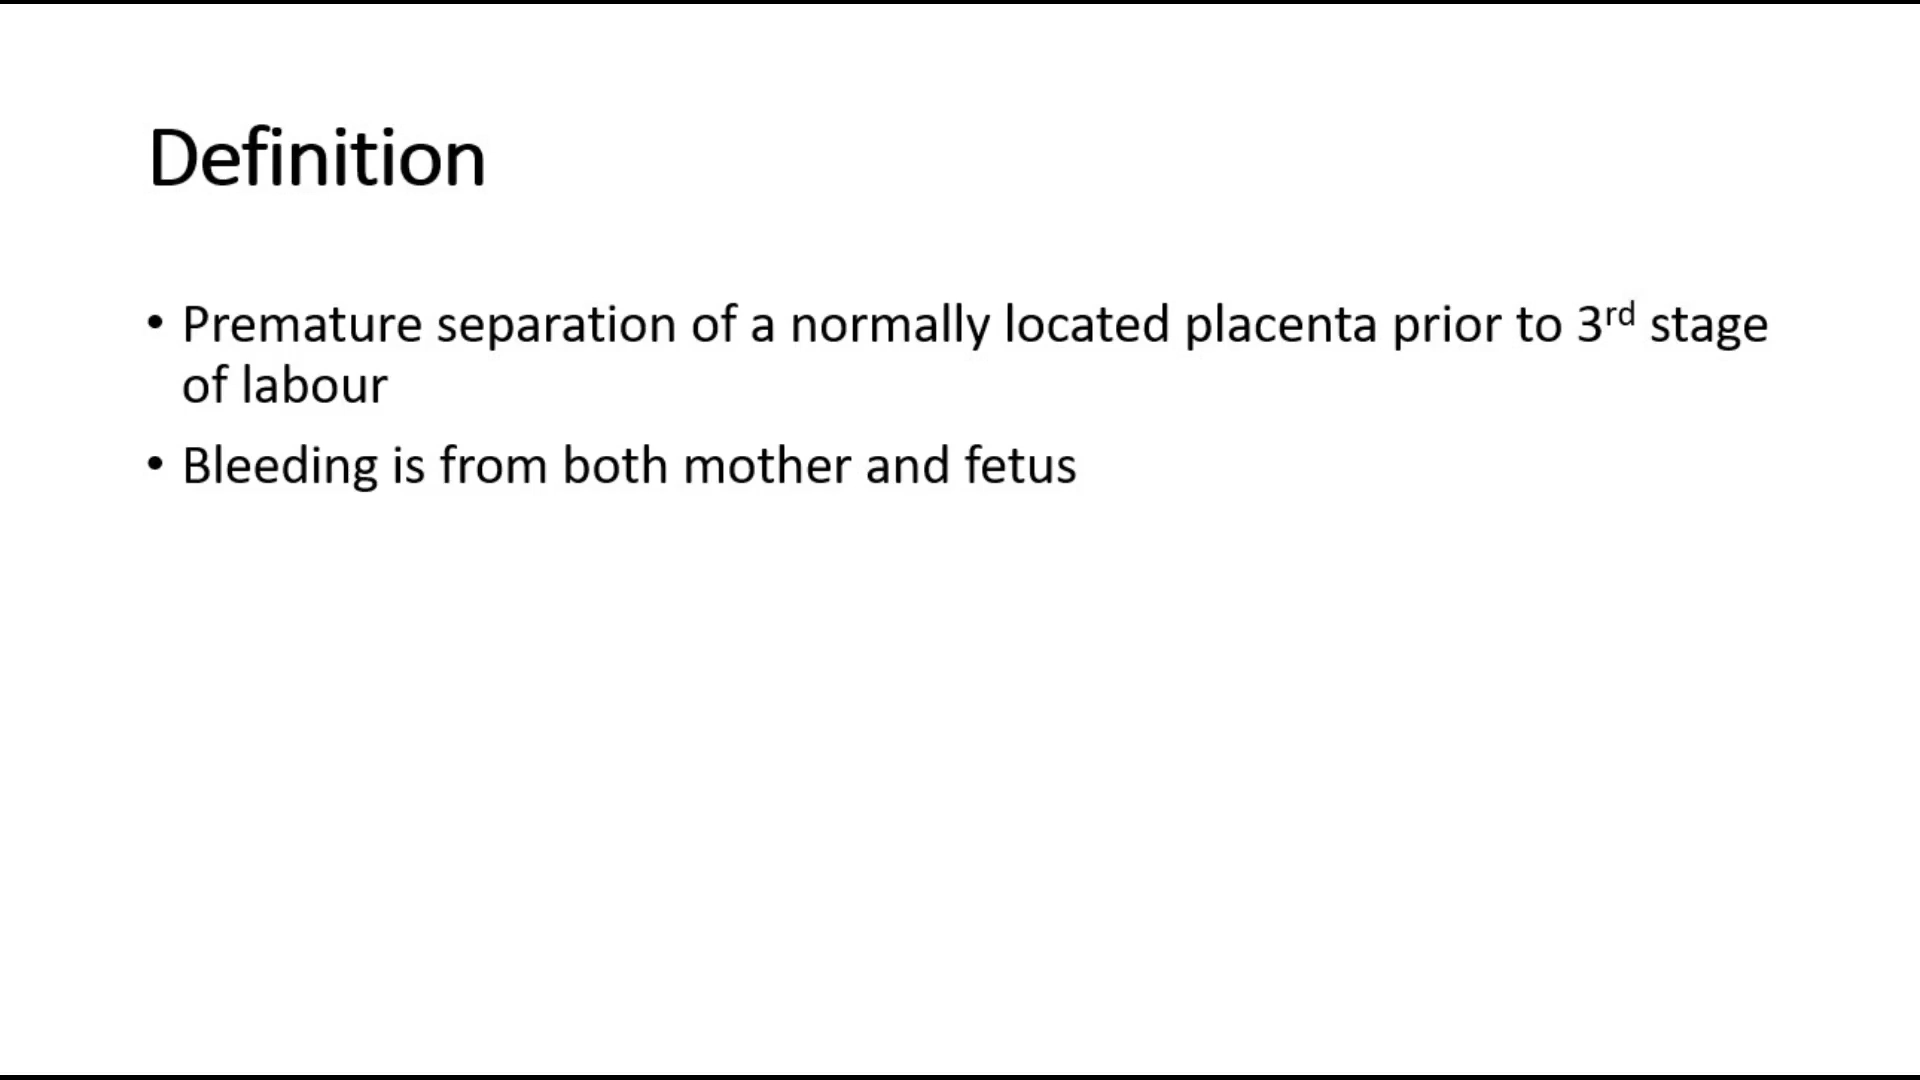 Definition
• Premature separation of a normally located placenta prior to 3rd stage
of labour
• Bleeding is from both mother and fetus